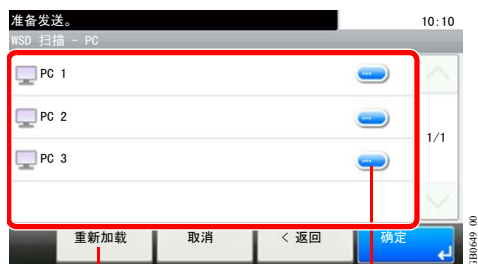 准备发送。 10:10
WSD 扫描 - PC
PC 1
PC 2
1/1
PC 3
重新加载 取消 < 返回 确定
GB0649_00